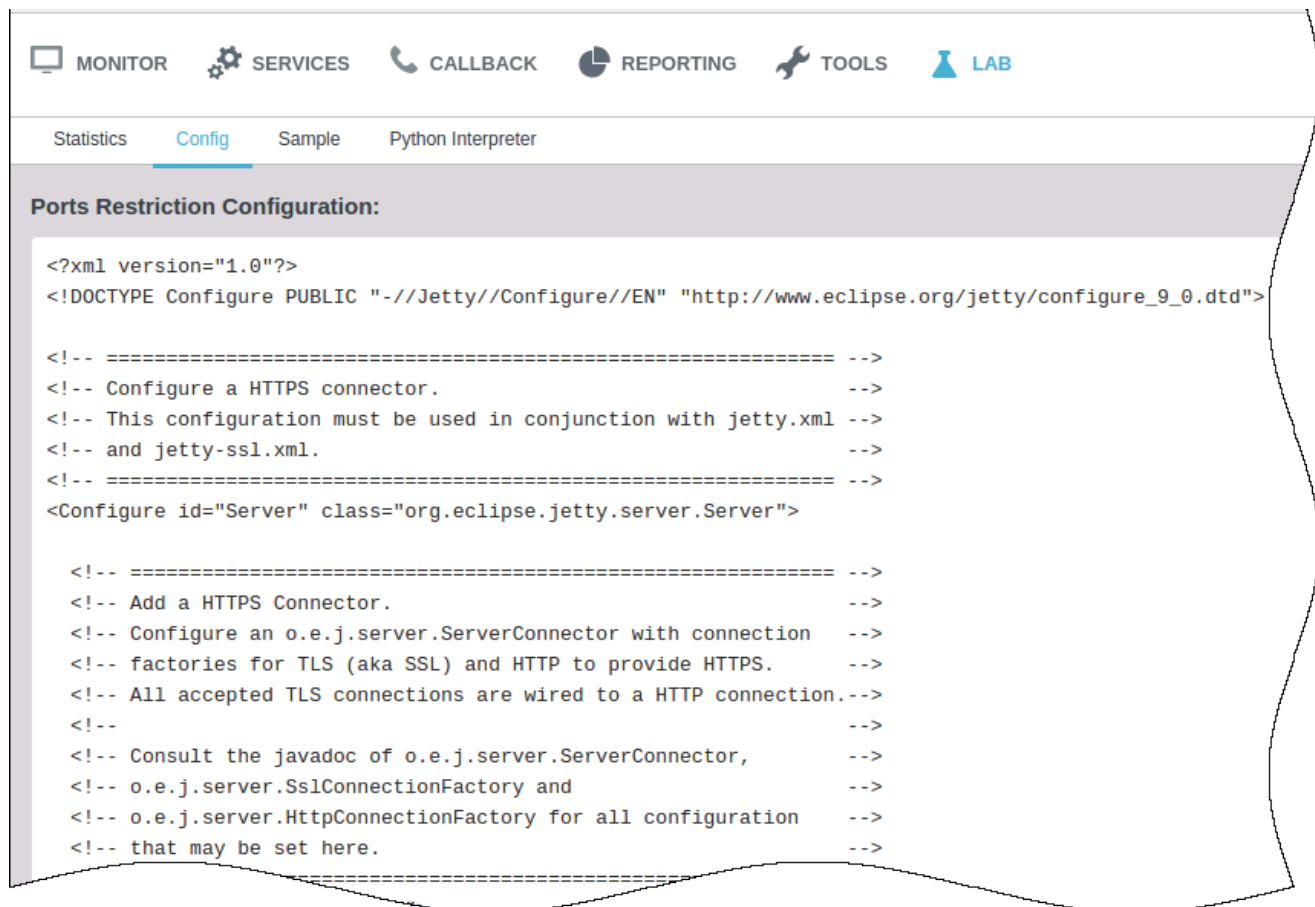 MONITOR SERVICES CALLBACK REPORTING TOOLS LAB
Statistics Config Sample Python Interpreter
Ports Restriction Configuration:
<?xml version="1.0"?>
<!DOCTYPE Configure PUBLIC "-//Jetty//Configure//EN" "http://www.eclipse.org/jetty/configure_9_0.dtd">
<!-- ============================================================= -->
<!-- Configure a HTTPS connector.                                  -->
<!-- This configuration must be used in conjunction with jetty.xml -->
<!-- and jetty-ssl.xml.                                            -->
<!-- ============================================================= -->
<Configure id="Server" class="org.eclipse.jetty.server.Server">
  <!-- =========================================================== -->
  <!-- Add a HTTPS Connector.                                      -->
  <!-- Configure an o.e.j.server.ServerConnector with connection   -->
  <!-- factories for TLS (aka SSL) and HTTP to provide HTTPS.      -->
  <!-- All accepted TLS connections are wired to a HTTP connection.-->
  <!--                                                             -->
  <!-- Consult the javadoc of o.e.j.server.ServerConnector,        -->
  <!-- o.e.j.server.SslConnectionFactory and                       -->
  <!-- o.e.j.server.HttpConnectionFactory for all configuration    -->
  <!-- that may be set here.                                       -->
==================================